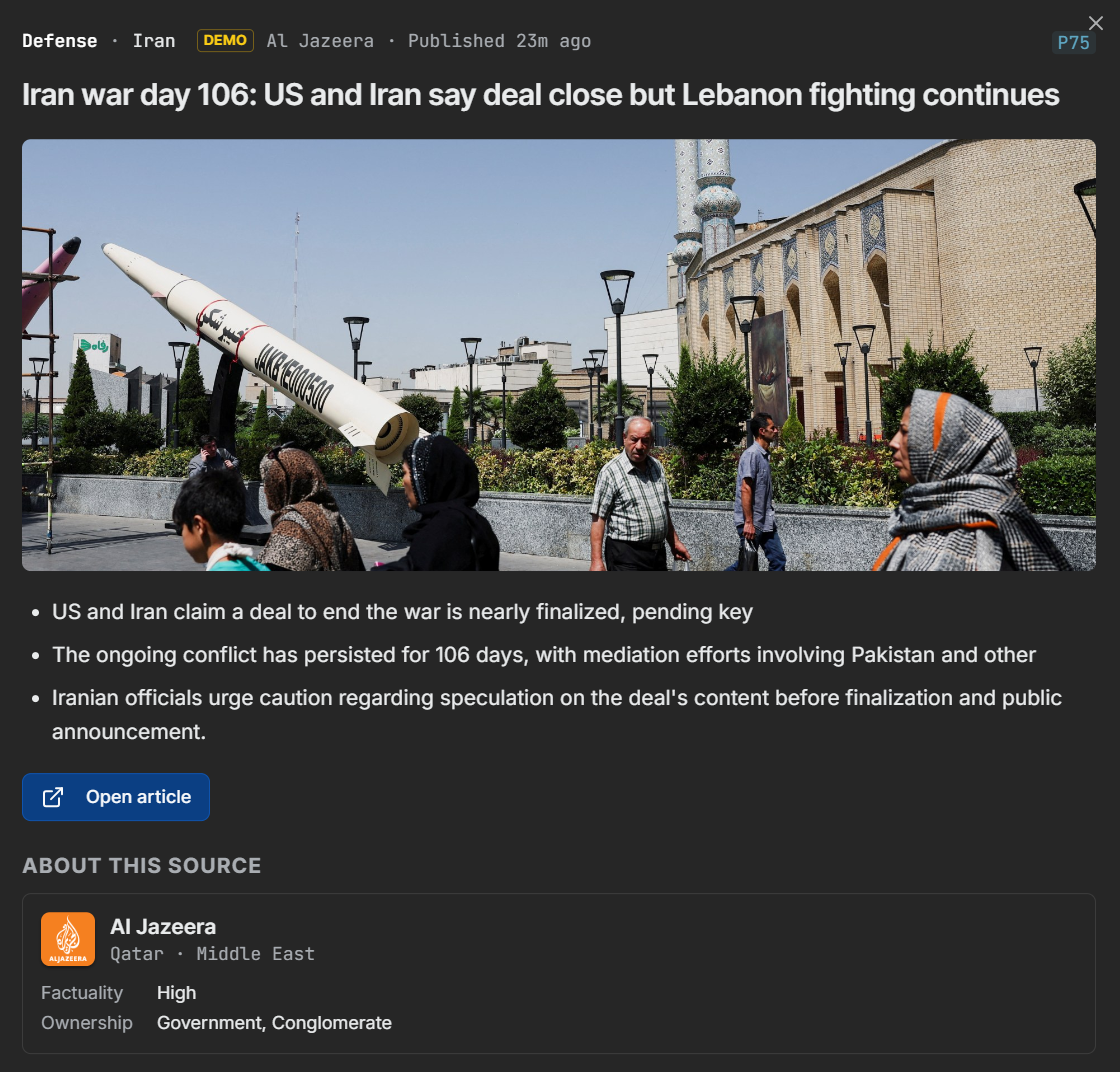 Defense · Iran DEMO Al Jazeera · Published 23m ago
P75
Iran war day 106: US and Iran say deal close but Lebanon fighting continues
رفاه
خیبرشکن
• US and Iran claim a deal to end the war is nearly finalized, pending key
• The ongoing conflict has persisted for 106 days, with mediation efforts involving Pakistan and other
• Iranian officials urge caution regarding speculation on the deal's content before finalization and public
announcement.
Open article
ABOUT THIS SOURCE
ALJAZEERA
Al Jazeera
Qatar · Middle East
Factuality High
Ownership Government, Conglomerate